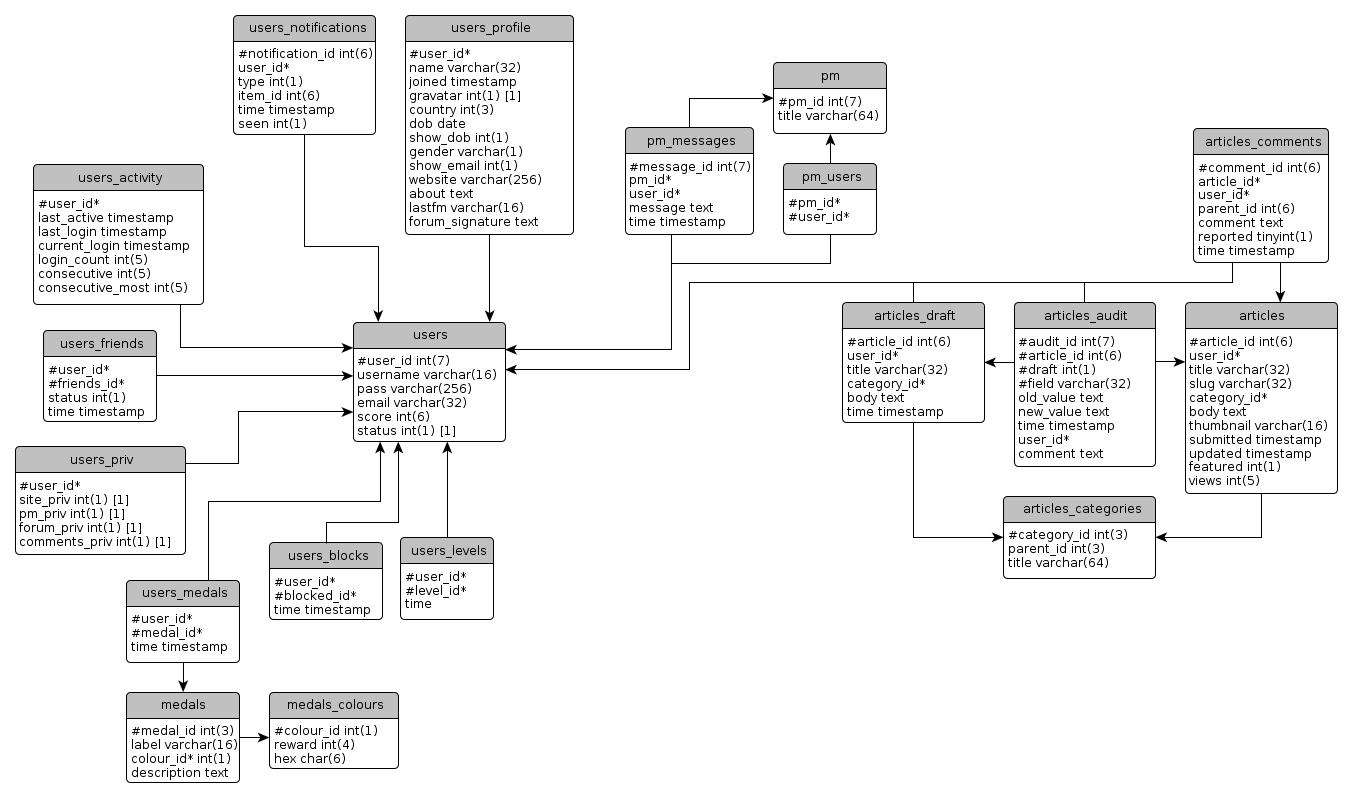 users_notifications
#notification_id int(6)
user_id*
type int(1)
item_id int(6)
time timestamp
seen int(1)
users_profile
#user_id*
name varchar(32)
joined timestamp
gravatar int(1) [1]
country int(3)
dob date
show_dob int(1)
gender varchar(1)
show_email int(1)
website varchar(256)
about text
lastfm varchar(16)
forum_signature text
pm
#pm_id int(7)
title varchar(64)
pm_messages
#message_id int(7)
pm_id*
user_id*
message text
time timestamp
pm_users
#pm_id*
#user_id*
articles_comments
#comment_id int(6)
article_id*
user_id*
parent_id int(6)
comment text
reported tinyint(1)
time timestamp
users_activity
#user_id*
last_active timestamp
last_login timestamp
current_login timestamp
login_count int(5)
consecutive int(5)
consecutive_most int(5)
users_friends
#user_id*
#friends_id*
status int(1)
time timestamp
users
#user_id int(7)
username varchar(16)
pass varchar(256)
email varchar(32)
score int(6)
status int(1) [1]
articles_draft
#article_id int(6)
user_id*
title varchar(32)
category_id*
body text
time timestamp
articles_audit
#audit_id int(7)
#article_id int(6)
#draft int(1)
#field varchar(32)
old_value text
new_value text
time timestamp
user_id*
comment text
articles
#article_id int(6)
user_id*
title varchar(32)
slug varchar(32)
category_id*
body text
thumbnail varchar(16)
submitted timestamp
updated timestamp
featured int(1)
views int(5)
users_priv
#user_id*
site_priv int(1) [1]
pm_priv int(1) [1]
forum_priv int(1) [1]
comments_priv int(1) [1]
articles_categories
#category_id int(3)
parent_id int(3)
title varchar(64)
users_blocks
#user_id*
#blocked_id*
time timestamp
users_levels
#user_id*
#level_id*
time
users_medals
#user_id*
#medal_id*
time timestamp
medals
#medal_id int(3)
label varchar(16)
colour_id* int(1)
description text
medals_colours
#colour_id int(1)
reward int(4)
hex char(6)